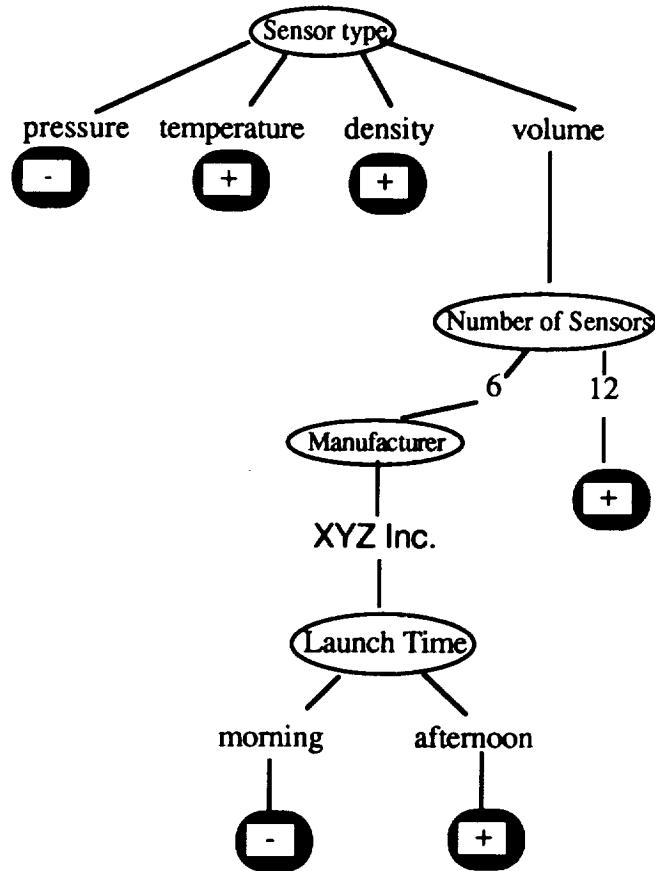 Sensor type
pressure temperature density volume
- + +
Number of Sensors
6 12
Manufacturer
+
XYZ Inc.
Launch Time
morning afternoon
- +